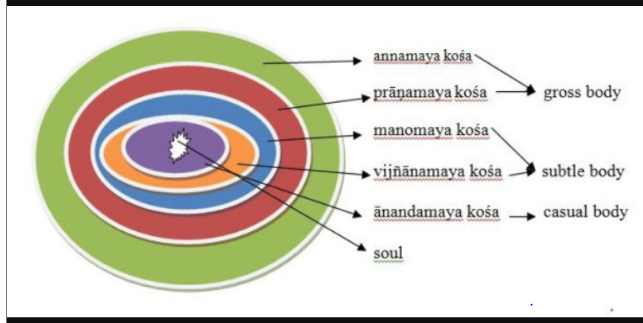 annamaya kośa
prāṇamaya kośa gross body
manomaya kośa
vijñānamaya kośa subtle body
ānandamaya kośa casual body
soul